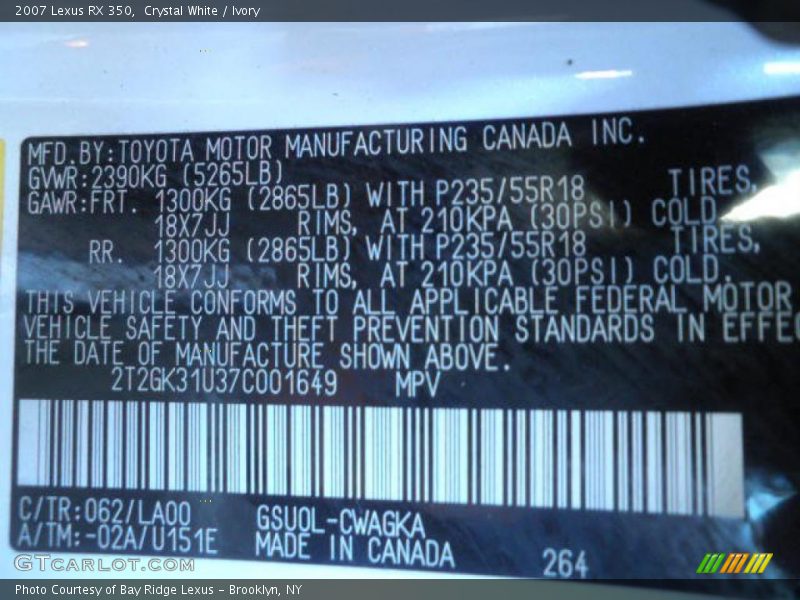 2007 Lexus RX 350,  Crystal White / Ivory
MFD.BY:TOYOTA MOTOR MANUFACTURING CANADA INC.
GVWR:2390KG (5265LB)
GAWR:FRT. 1300KG (2865LB) WITH P235/55R18 TIRES,
18X7JJ RIMS, AT 210KPA (30PSI) COLD
RR. 1300KG (2865LB) WITH P235/55R18 TIRES,
18X7JJ RIMS, AT 210KPA (30PSI) COLD.
THIS VEHICLE CONFORMS TO ALL APPLICABLE FEDERAL MOTOR
VEHICLE SAFETY AND THEFT PREVENTION STANDARDS IN EFFEC
THE DATE OF MANUFACTURE SHOWN ABOVE.
2T2GK31U37C001649 MPV
C/TR:062/LA00 GSU0L-CWAGKA
A/TM:-02A/U151E MADE IN CANADA 264
GTcarlot.com
Photo Courtesy of Bay Ridge Lexus - Brooklyn, NY